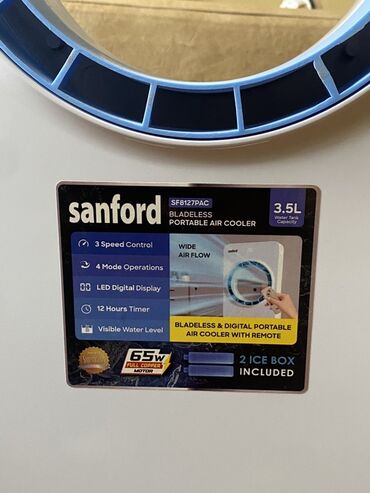 sanford
SF8127PAC
BLADELESS
PORTABLE AIR COOLER
3.5L
Water Tank
Capacity
3 Speed Control
4 Mode Operations
LED Digital Display
12 Hours Timer
Visible Water Level
WIDE
AIR FLOW
sanford
BLADELESS & DIGITAL PORTABLE
AIR COOLER WITH REMOTE
65W
FULL COPPER
MOTOR
2 ICE BOX
INCLUDED